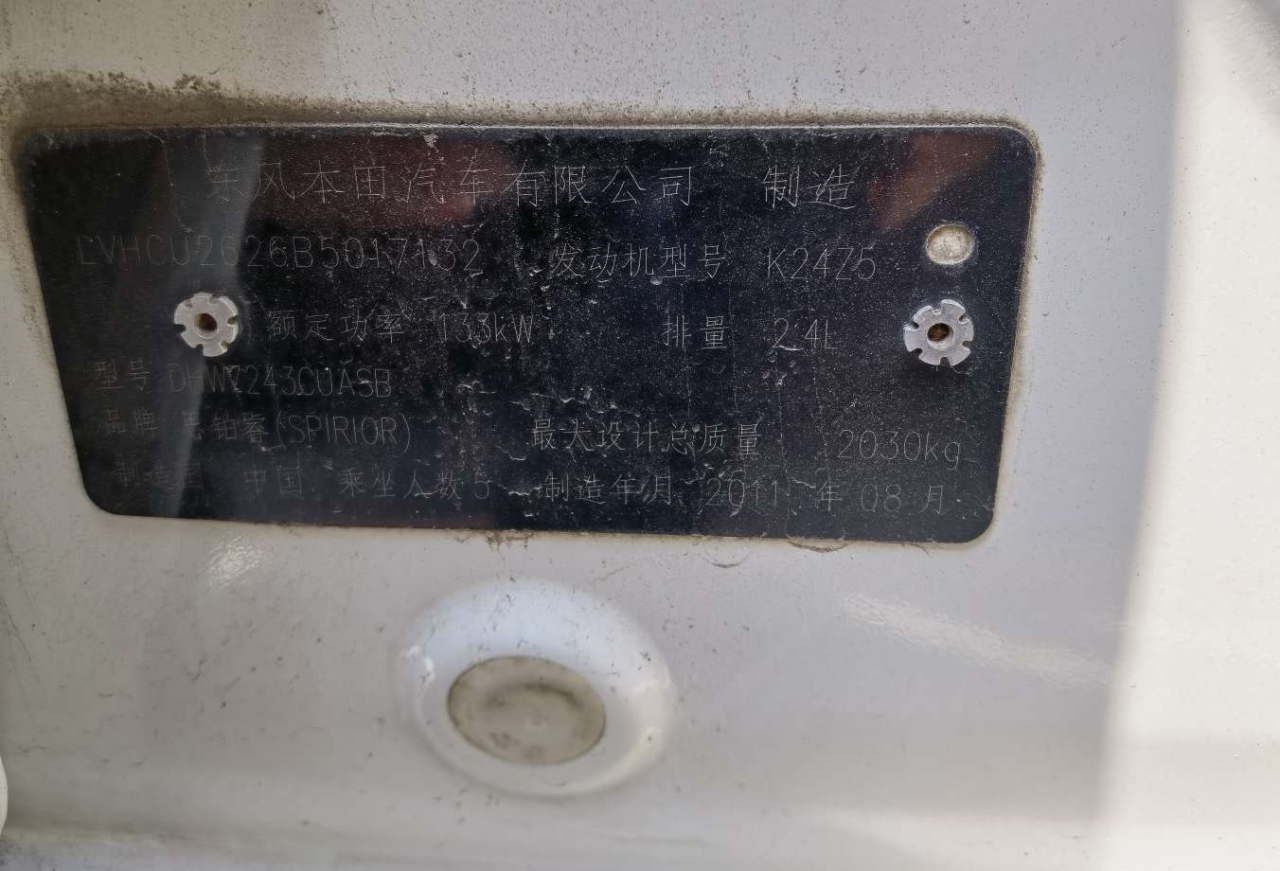 东风本田汽车有限公司 制造
LVHCU2626B5017132 发动机型号 K24Z5
额定功率 133kW 排量 2.4L
型号 DHW7243CUASB
品牌 思铂睿(SPIRIOR) 最大设计总质量 2030kg
制造国 中国 乘坐人数 5 制造年月 2011 年 08 月